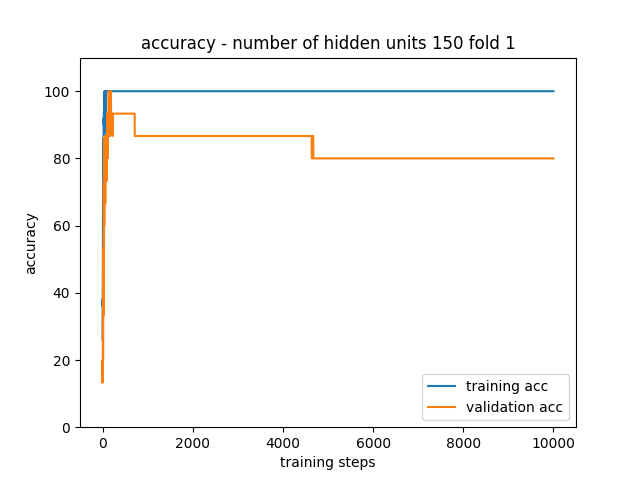 accuracy - number of hidden units 150 fold 1
100
80
60
40
20
0
accuracy
0 2000 4000 6000 8000 10000
training steps
training acc
validation acc